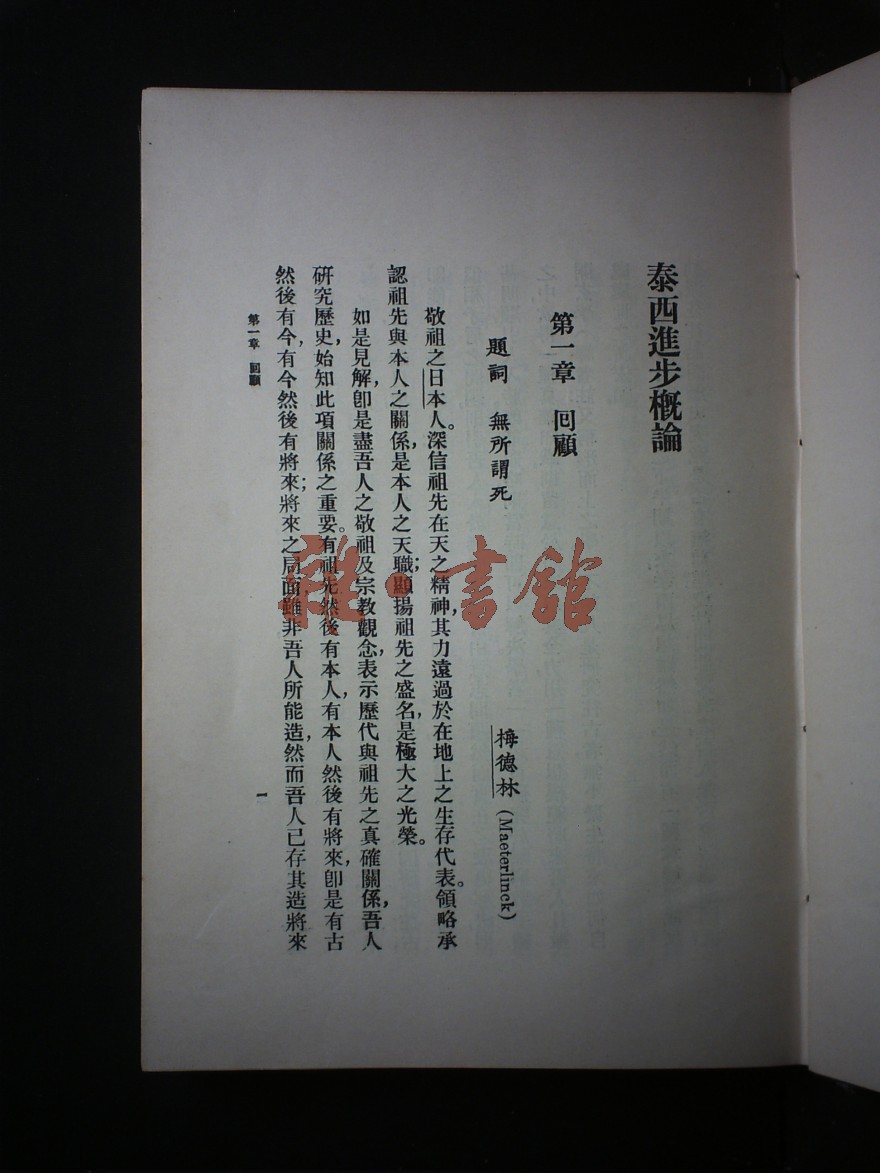 泰西進步概論
第一章 回顧
題詞 無所謂死 梅德林 (Maeterlinck)
敬祖之日本人。深信祖先在天之精神，其力遠過於在地上之生存代表。領略承
認祖先與本人之關係，是本人之天職；顯揚祖先之盛名，是極大之光榮。
如是見解，卽是盡吾人之敬祖及宗教觀念，表示歷代與祖先之真確關係，吾人
研究歷史，始知此項關係之重要。有祖先然後有本人，有本人然後有將來，卽是有古
然後有今，有今然後有將來；將來之局面，雖非吾人所能造，然而吾人已存其造將來
第一章 回顧
一
雜·書館